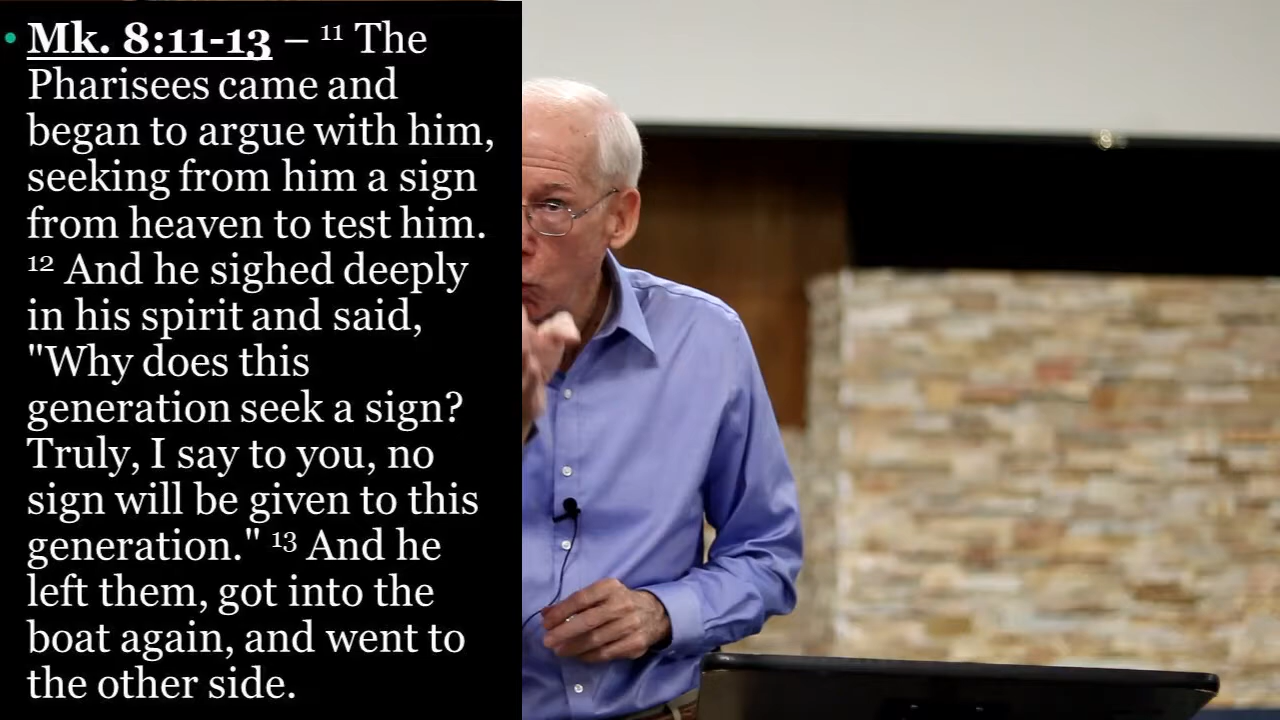 • Mk. 8:11-13 – ¹¹ The
Pharisees came and
began to argue with him,
seeking from him a sign
from heaven to test him.
¹² And he sighed deeply
in his spirit and said,
"Why does this
generation seek a sign?
Truly, I say to you, no
sign will be given to this
generation." ¹³ And he
left them, got into the
boat again, and went to
the other side.